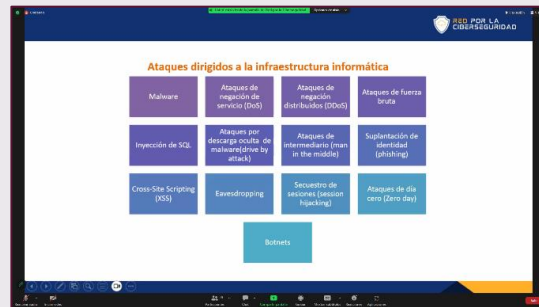 RED POR LA
CIBERSEGURIDAD
Ataques dirigidos a la infraestructura informática
Malware
Ataques de
negación de
servicio (DoS)
Ataques de
negación
distribuidos (DDoS)
Ataques de fuerza
bruta
Inyección de SQL
Ataques por
descarga oculta de
malware(drive by
attack)
Ataques de
intermediario (man
in the middle)
Suplantación de
identidad
(phishing)
Cross-Site Scripting
(XSS)
Eavesdropping
Secuestro de
sesiones (session
hijacking)
Ataques de día
cero (Zero day)
Botnets